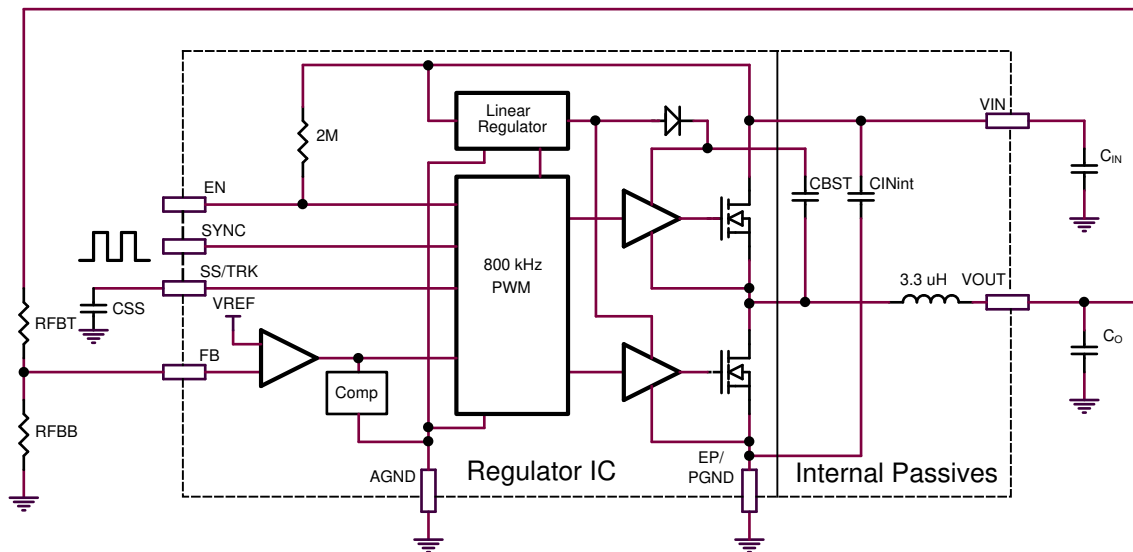 Linear
Regulator
VIN
2M
CIN
CBST
CINint
EN
SYNC
SS/TRK
800 kHz
PWM
3.3 uH
VOUT
CSS
VREF
RFBT
FB
CO
Comp
RFBB
AGND
Regulator IC
EP/
PGND
Internal Passives